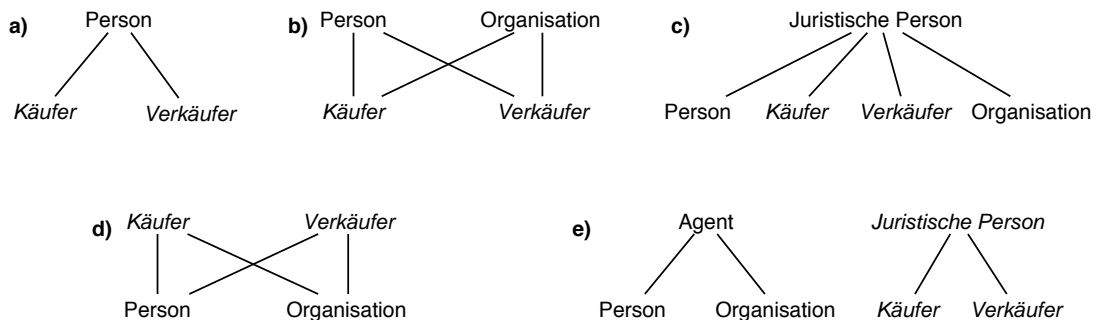 a) Person
Käufer Verkäufer
b) Person Organisation
Käufer Verkäufer
c) Juristische Person
Person Käufer Verkäufer Organisation
d) Käufer Verkäufer
Person Organisation
e) Agent Juristische Person
Person Organisation Käufer Verkäufer